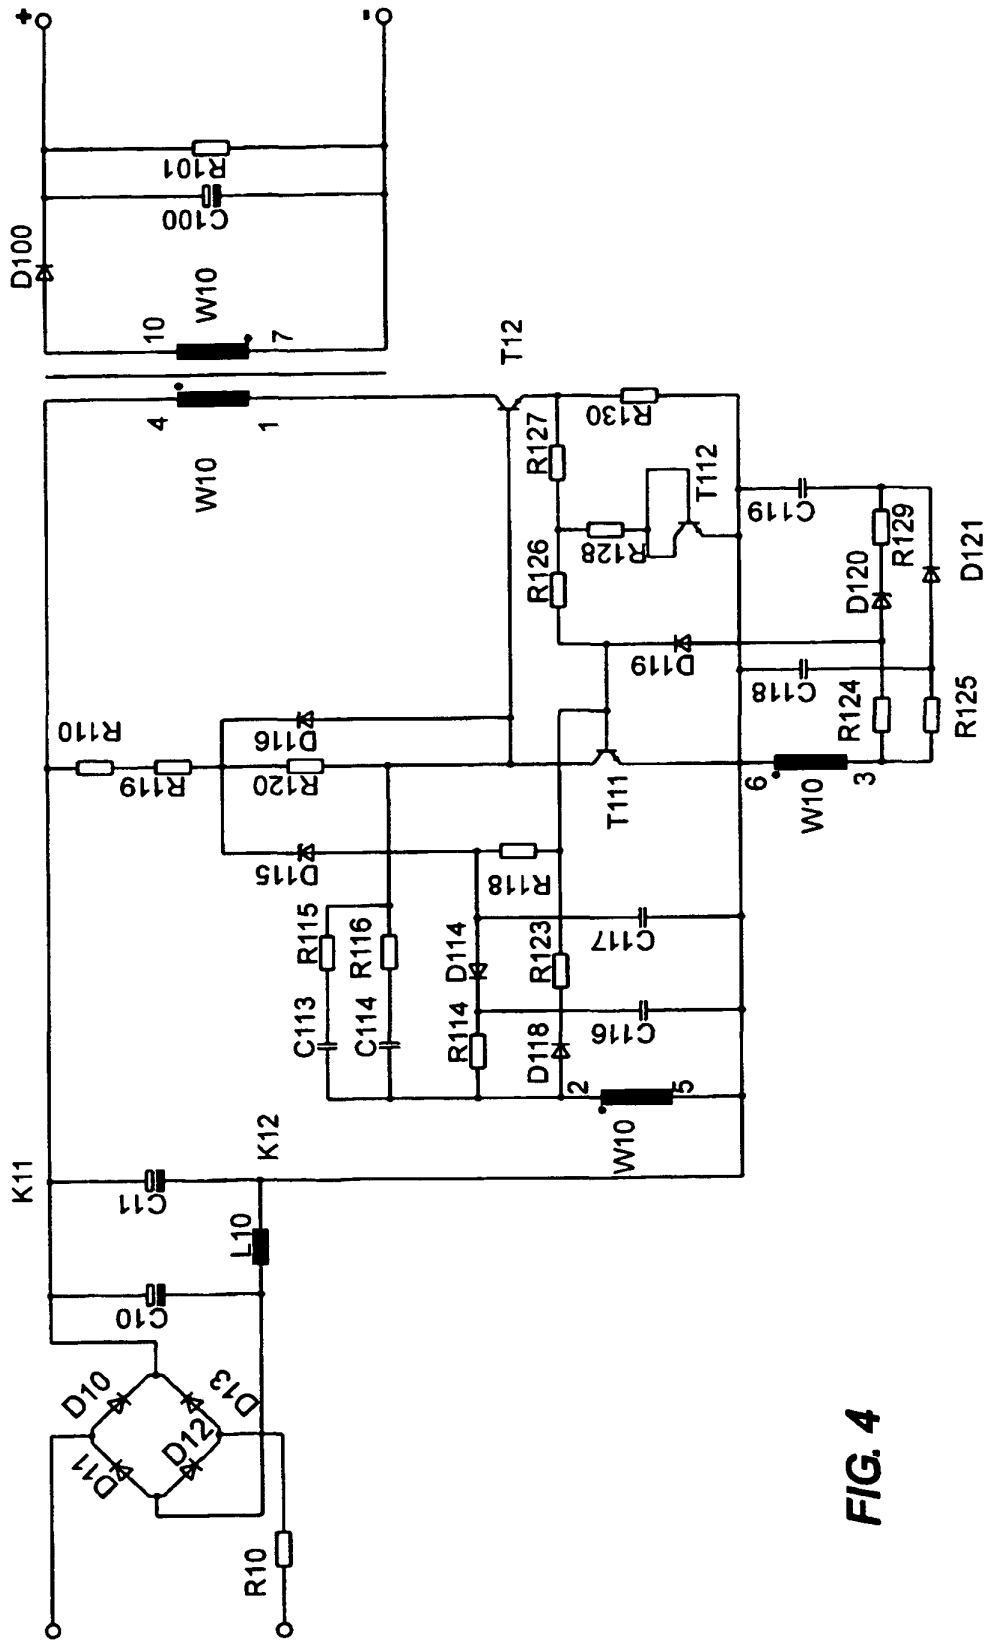 +
-
D100
R101
C100
W10
10
7
4
1
W10
T12
R110
R119
R120
D116
D115
R127
R130
R126
R128
T112
D119
T111
C119
R129
D120
D121
C118
R124
R125
6
3
W10
R115
R116
C113
C114
D114
R114
R118
R123
D118
C117
C116
2
5
W10
K11
K12
C11
L10
C10
D10
D13
D11
D12
R10
FIG. 4